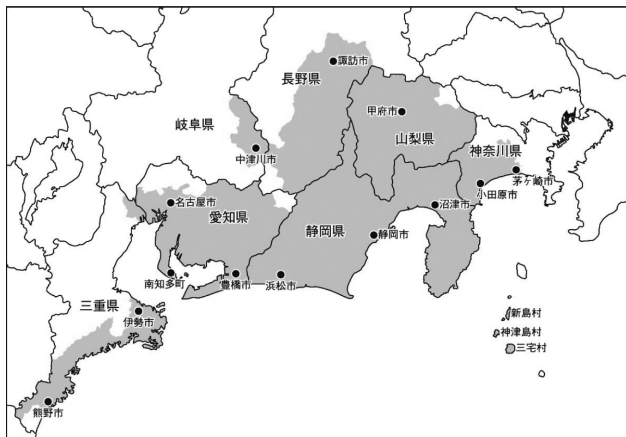 諏訪市
長野県
甲府市
岐阜県
山梨県
中津川市
神奈川県
茅ヶ崎市
小田原市
名古屋市
愛知県
沼津市
静岡県
静岡市
南知多町
豊橋市
浜松市
三重県
伊勢市
新島村
神津島村
三宅村
熊野市